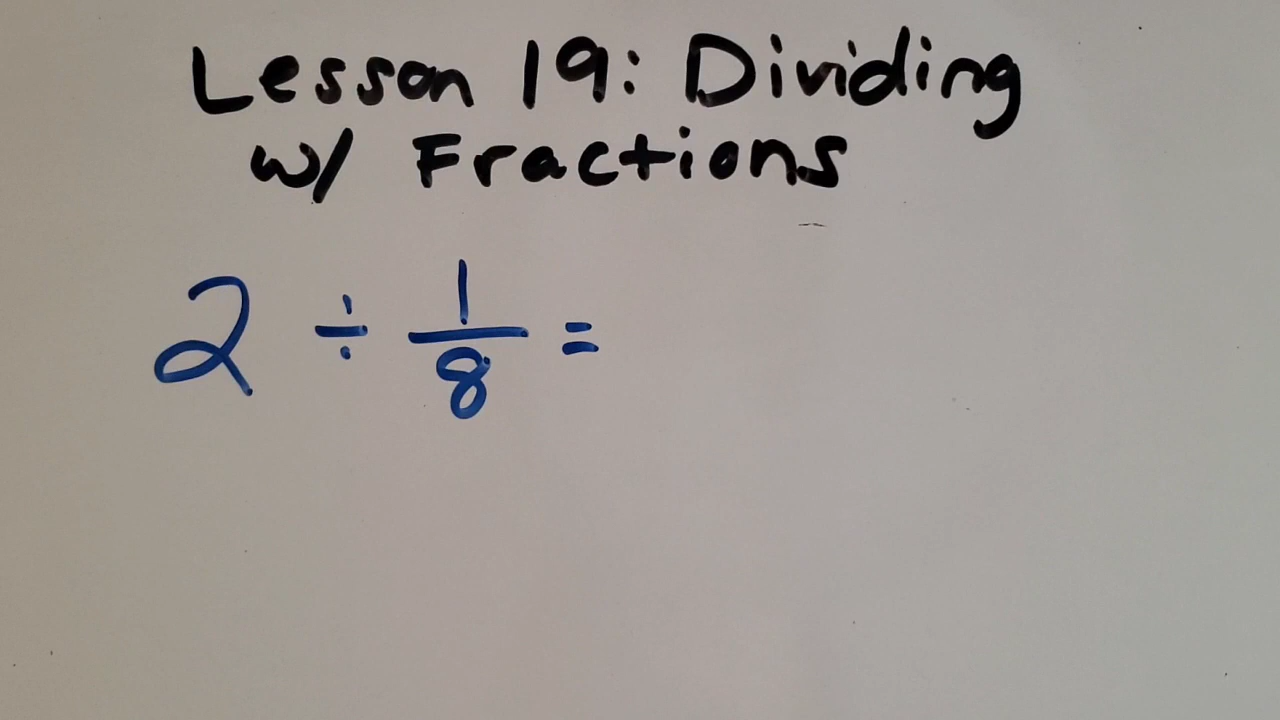 Lesson 19: Dividing
w/ Fractions
2 ÷ 1/8 =